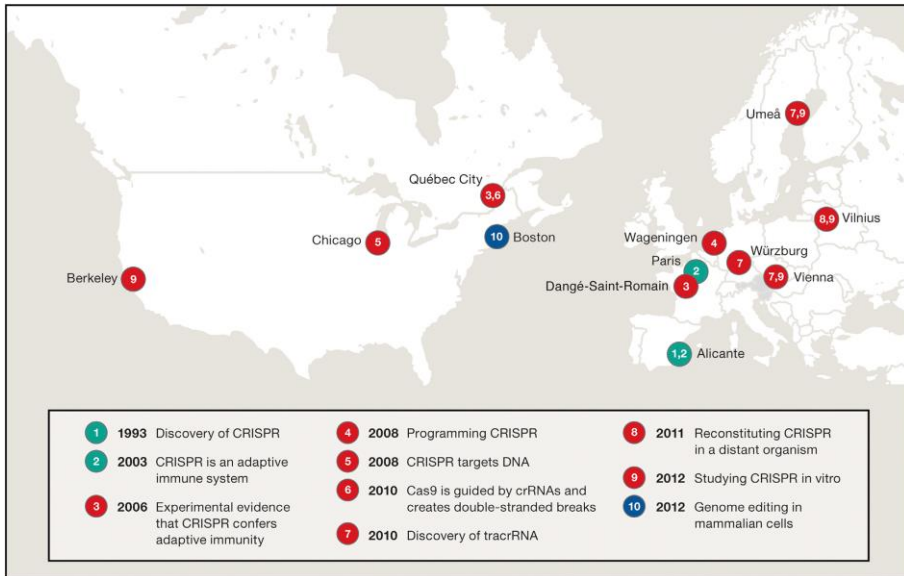 Umeå
7,9
Québec City
3,6
8,9
Vilnius
Chicago
5
10
Boston
Wageningen
4
Würzburg
7
Paris
2
Berkeley
9
7,9
Vienna
Dangé-Saint-Romain
3
1,2
Alicante
1 1993 Discovery of CRISPR
2 2003 CRISPR is an adaptive
immune system
3 2006 Experimental evidence
that CRISPR confers
adaptive immunity
4 2008 Programming CRISPR
5 2008 CRISPR targets DNA
6 2010 Cas9 is guided by crRNAs and
creates double-stranded breaks
7 2010 Discovery of tracrRNA
8 2011 Reconstituting CRISPR
in a distant organism
9 2012 Studying CRISPR in vitro
10 2012 Genome editing in
mammalian cells